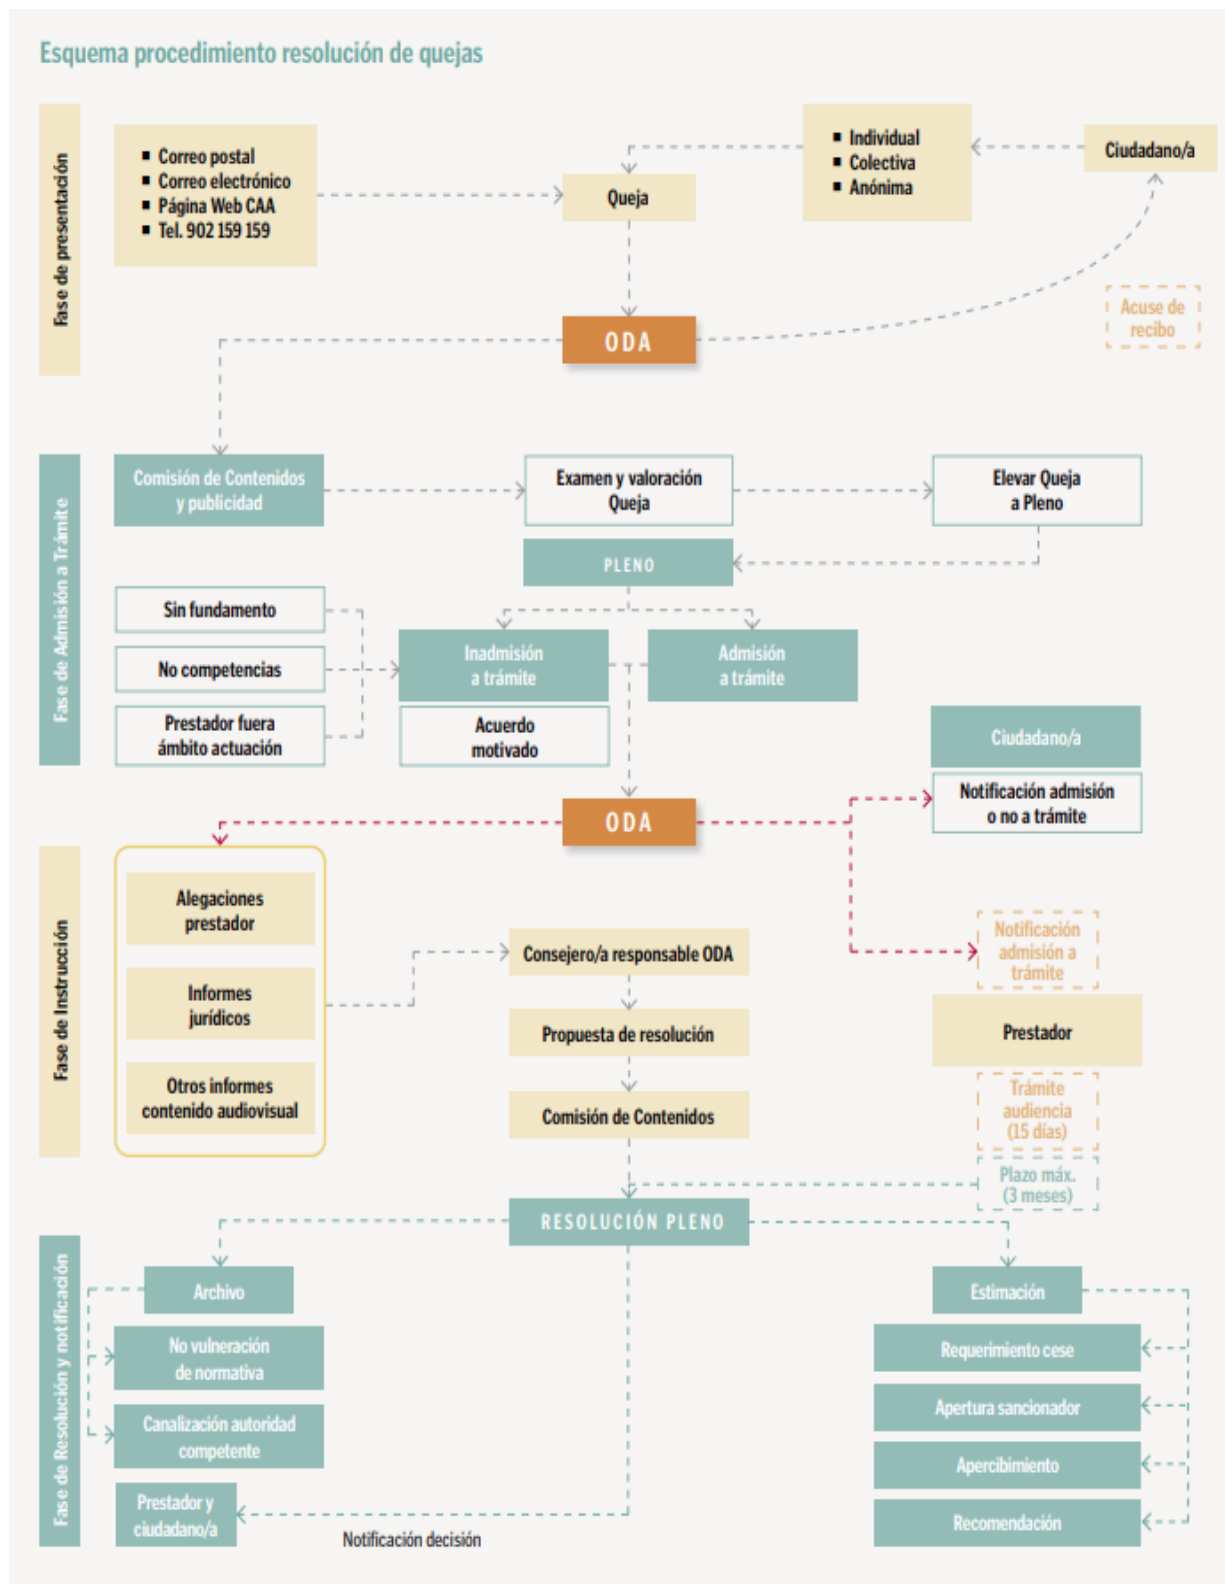 Esquema procedimiento resolución de quejas
Fase de presentación
■ Correo postal
■ Correo electrónico
■ Página Web CAA
■ Tel. 902 159 159
Queja
■ Individual
■ Colectiva
■ Anónima
Ciudadano/a
Acuse de
recibo
ODA
Fase de Admisión a Trámite
Comisión de Contenidos
y publicidad
Examen y valoración
Queja
Elevar Queja
a Pleno
PLENO
Sin fundamento
No competencias
Prestador fuera
ámbito actuación
Inadmisión
a trámite
Acuerdo
motivado
Admisión
a trámite
Ciudadano/a
Notificación admisión
o no a trámite
ODA
Fase de Instrucción
Alegaciones
prestador
Informes
jurídicos
Otros informes
contenido audiovisual
Consejero/a responsable ODA
Propuesta de resolución
Comisión de Contenidos
Notificación
admisión a
trámite
Prestador
Trámite
audiencia
(15 días)
Plazo máx.
(3 meses)
RESOLUCIÓN PLENO
Fase de Resolución y notificación
Archivo
No vulneración
de normativa
Canalización autoridad
competente
Prestador y
ciudadano/a
Notificación decisión
Estimación
Requerimiento cese
Apertura sancionador
Apercibimiento
Recomendación